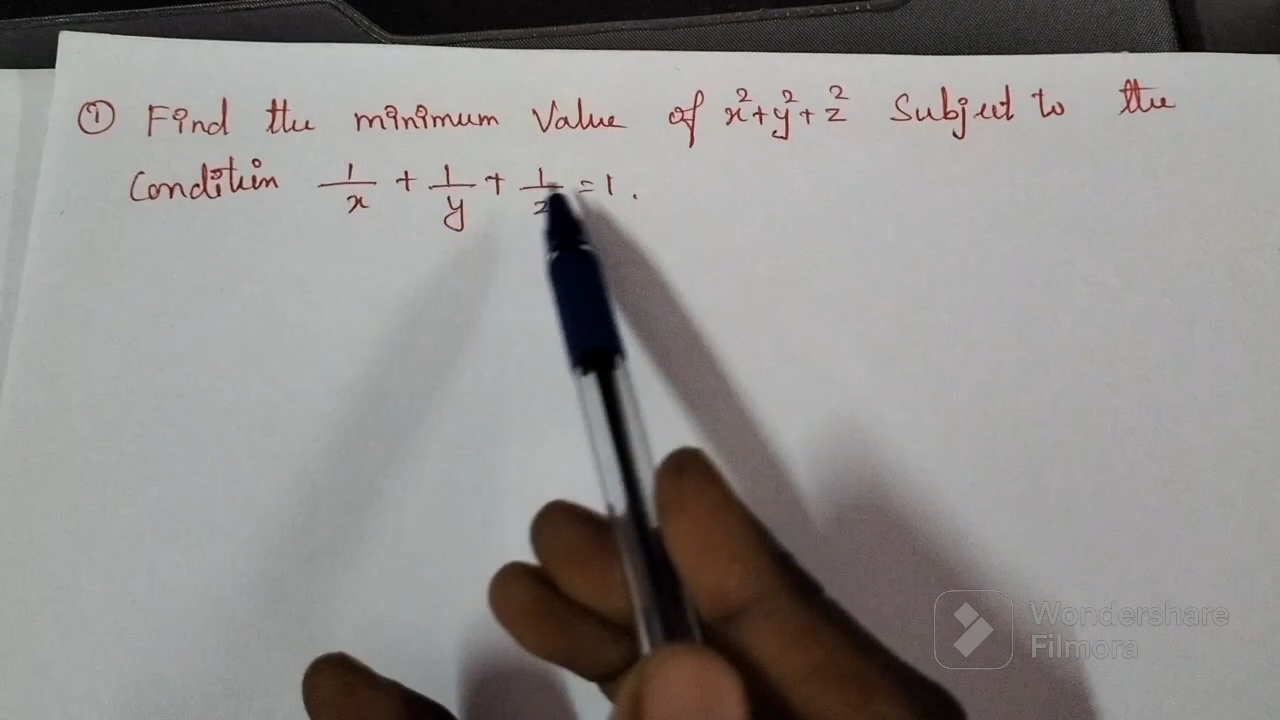 ① Find the minimum Value of x²+y²+z² Subject to the
Condition 1/x + 1/y + 1/z = 1.
Wondershare
Filmora